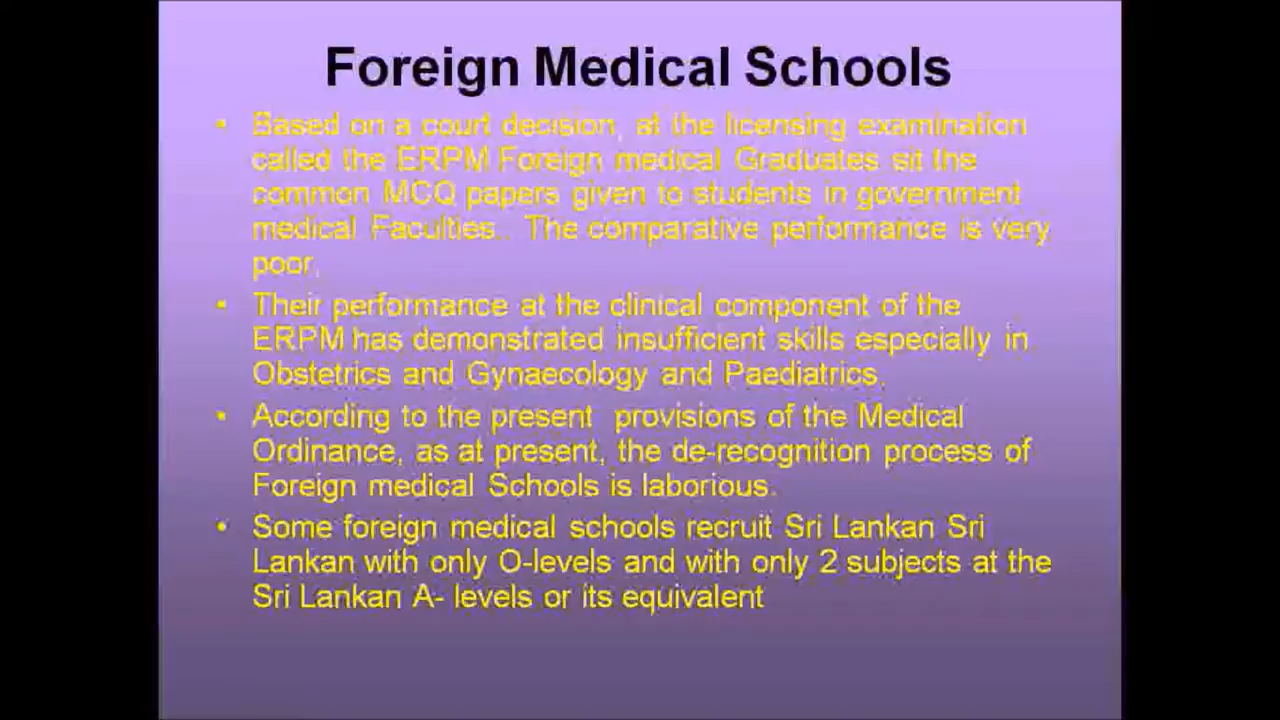 Foreign Medical Schools
• Based on a court decision, at the licensing examination
called the ERPM Foreign medical Graduates sit the
common MCQ papers given to students in government
medical Faculties.. The comparative performance is very
poor.
• Their performance at the clinical component of the
ERPM has demonstrated insufficient skills especially in
Obstetrics and Gynaecology and Paediatrics.
• According to the present provisions of the Medical
Ordinance, as at present, the de-recognition process of
Foreign medical Schools is laborious.
• Some foreign medical schools recruit Sri Lankan Sri
Lankan with only O-levels and with only 2 subjects at the
Sri Lankan A- levels or its equivalent